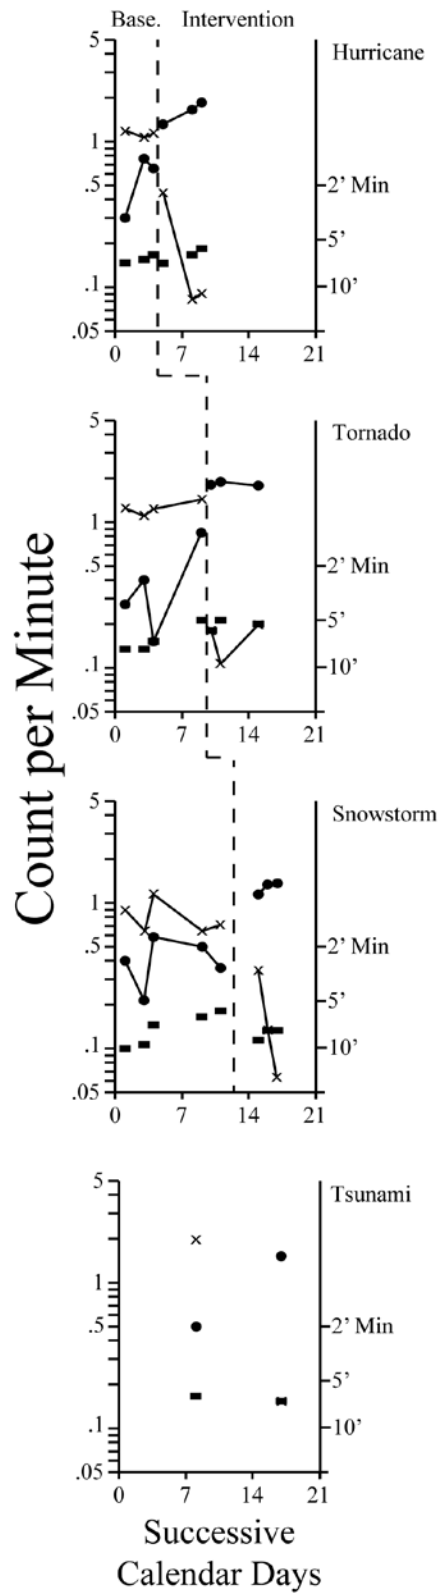 Base. Intervention
Hurricane
5
1
.5
.1
.05
2' Min
5'
10'
0 7 14 21
Tornado
5
1
.5
.1
.05
2' Min
5'
10'
0 7 14 21
Snowstorm
5
1
.5
.1
.05
2' Min
5'
10'
0 7 14 21
Tsunami
5
1
.5
.1
.05
2' Min
5'
10'
0 7 14 21
Count per Minute
Successive
Calendar Days